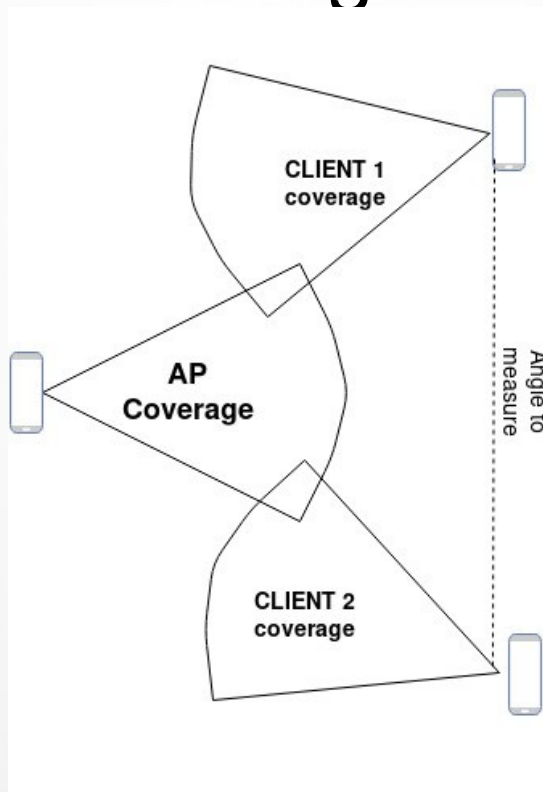 CLIENT 1
coverage
AP
Coverage
Angle to
measure
CLIENT 2
coverage